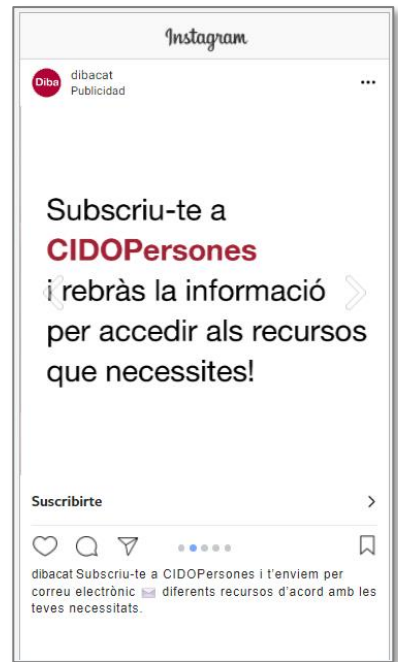 Instagram
Diba
dibacat
Publicidad
Subscriu-te a
CIDOPersones
i rebràs la informació
per accedir als recursos
que necessites!
Suscribirte
dibacat Subscriu-te a CIDOPersones i t'enviem per
correu electrònic ✉ diferents recursos d'acord amb les
teves necessitats.